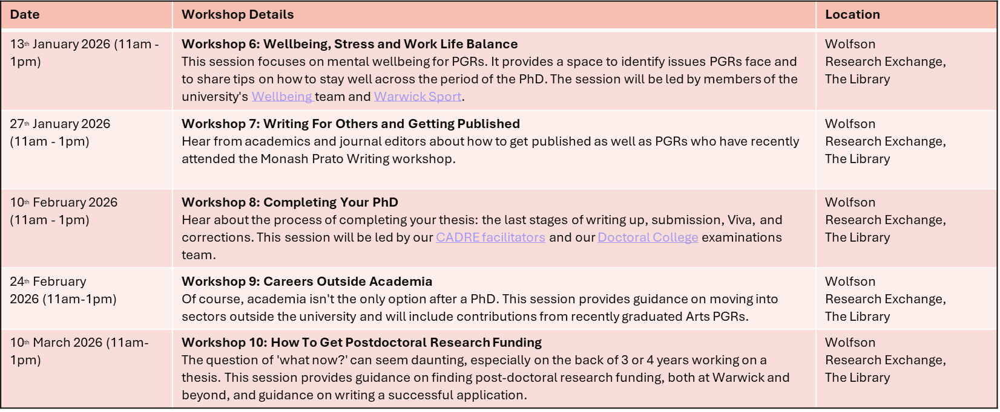 Date
Workshop Details
Location
13th January 2026 (11am -
1pm)
Workshop 6: Wellbeing, Stress and Work Life Balance
This session focuses on mental wellbeing for PGRs. It provides a space to identify issues PGRs face and
to share tips on how to stay well across the period of the PhD. The session will be led by members of the
university's Wellbeing team and Warwick Sport.
Wolfson
Research Exchange,
The Library
27th January 2026
(11am - 1pm)
Workshop 7: Writing For Others and Getting Published
Hear from academics and journal editors about how to get published as well as PGRs who have recently
attended the Monash Prato Writing workshop.
Wolfson
Research Exchange,
The Library
10th February 2026
(11am - 1pm)
Workshop 8: Completing Your PhD
Hear about the process of completing your thesis: the last stages of writing up, submission, Viva, and
corrections. This session will be led by our CADRE facilitators and our Doctoral College examinations
team.
Wolfson
Research Exchange,
The Library
24th February
2026 (11am-1pm)
Workshop 9: Careers Outside Academia
Of course, academia isn't the only option after a PhD. This session provides guidance on moving into
sectors outside the university and will include contributions from recently graduated Arts PGRs.
Wolfson
Research Exchange,
The Library
10th March 2026 (11am-
1pm)
Workshop 10: How To Get Postdoctoral Research Funding
The question of 'what now?' can seem daunting, especially on the back of 3 or 4 years working on a
thesis. This session provides guidance on finding post-doctoral research funding, both at Warwick and
beyond, and guidance on writing a successful application.
Wolfson
Research Exchange,
The Library